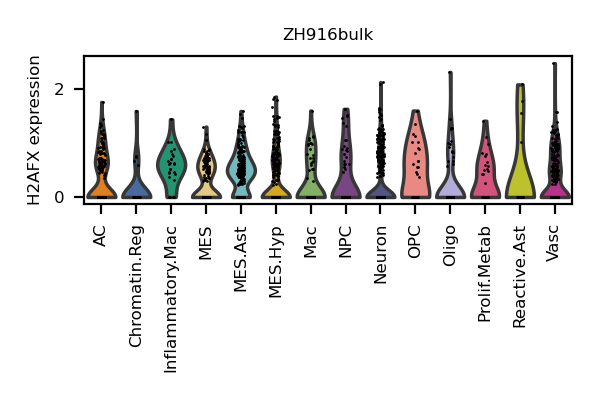 ZH916bulk
H2AFX expression
2
0
AC
Chromatin.Reg
Inflammatory.Mac
MES
MES.Ast
MES.Hyp
Mac
NPC
Neuron
OPC
Oligo
Prolif.Metab
Reactive.Ast
Vasc